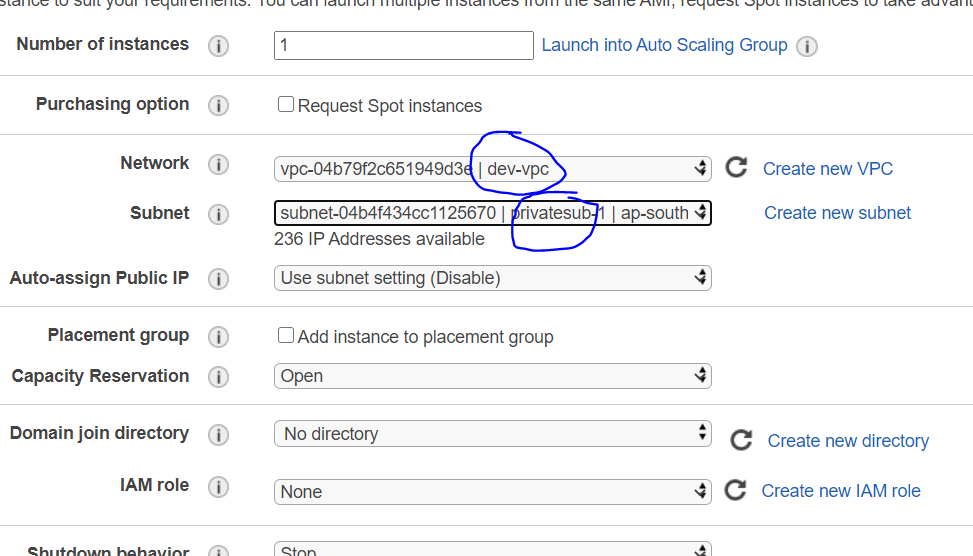 stance to suit your requirements. You can launch multiple instances from the same AMI, request Spot instances to take advant
Number of instances i 1 Launch into Auto Scaling Group i
Purchasing option i Request Spot instances
Network i vpc-04b79f2c651949d3e | dev-vpc Create new VPC
Subnet i subnet-04b4f434cc1125670 | privatesub-1 | ap-south Create new subnet
236 IP Addresses available
Auto-assign Public IP i Use subnet setting (Disable)
Placement group i Add instance to placement group
Capacity Reservation i Open
Domain join directory i No directory Create new directory
IAM role i None Create new IAM role
Shutdown behavior i Stop